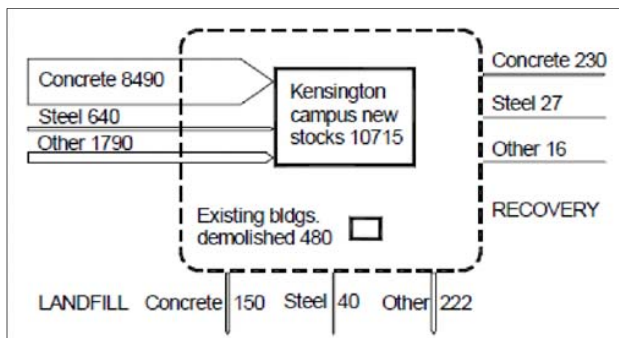 Concrete 8490
Steel 640
Other 1790
Kensington
campus new
stocks 10715
Existing bldgs.
demolished 480
Concrete 230
Steel 27
Other 16
RECOVERY
LANDFILL Concrete 150 Steel 40 Other 222